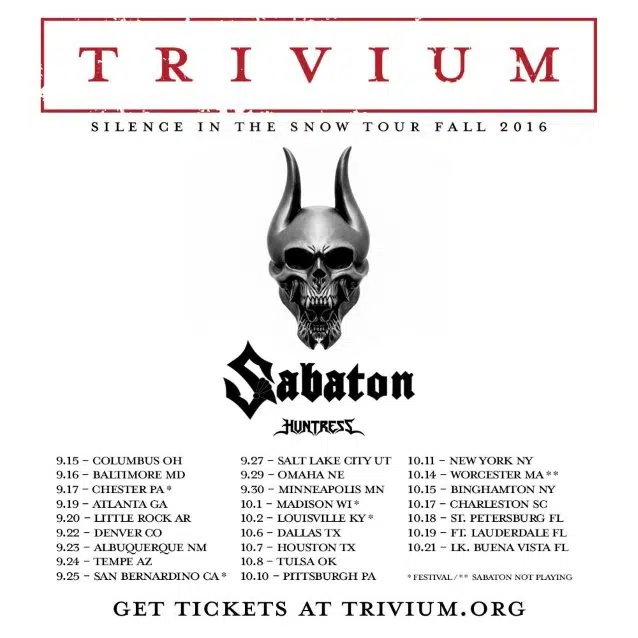 TRIVIUM
SILENCE IN THE SNOW TOUR FALL 2016
Sabaton
HUNTRESS
9.15 – COLUMBUS OH
9.16 – BALTIMORE MD
9.17 – CHESTER PA *
9.19 – ATLANTA GA
9.20 – LITTLE ROCK AR
9.22 – DENVER CO
9.23 – ALBUQUERQUE NM
9.24 – TEMPE AZ
9.25 – SAN BERNARDINO CA *
9.27 – SALT LAKE CITY UT
9.29 – OMAHA NE
9.30 – MINNEAPOLIS MN
10.1 – MADISON WI *
10.2 – LOUISVILLE KY *
10.6 – DALLAS TX
10.7 – HOUSTON TX
10.8 – TULSA OK
10.10 – PITTSBURGH PA
10.11 – NEW YORK NY
10.14 – WORCESTER MA **
10.15 – BINGHAMTON NY
10.17 – CHARLESTON SC
10.18 – ST. PETERSBURG FL
10.19 – FT. LAUDERDALE FL
10.21 – LK. BUENA VISTA FL
* FESTIVAL / ** SABATON NOT PLAYING
GET TICKETS AT TRIVIUM.ORG